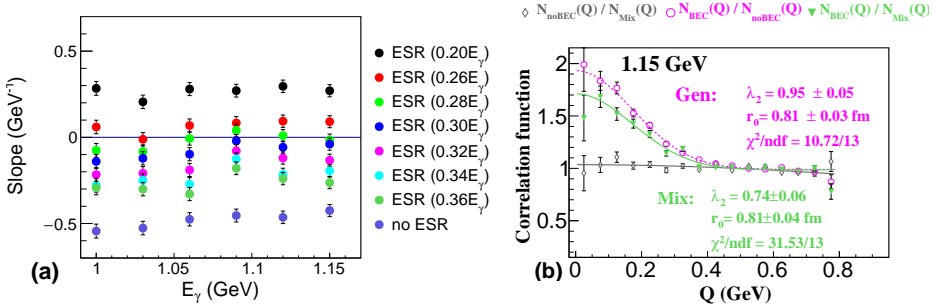 0.5
0
−0.5
Slope (GeV⁻¹)
1
1.05
1.1
1.15
E_γ (GeV)
(a)
ESR (0.20E_γ)
ESR (0.26E_γ)
ESR (0.28E_γ)
ESR (0.30E_γ)
ESR (0.32E_γ)
ESR (0.34E_γ)
ESR (0.36E_γ)
no ESR
N_noBEC(Q) / N_Mix(Q)
N_BEC(Q) / N_noBEC(Q)
N_BEC(Q) / N_Mix(Q)
Correlation function
2
1.5
1
1.15 GeV
Gen:
λ₂ = 0.95 ± 0.05
r₀= 0.81 ± 0.03 fm
χ²/ndf = 10.72/13
Mix:
λ₂ = 0.74±0.06
r₀= 0.81±0.04 fm
χ²/ndf = 31.53/13
0
0.2
0.4
0.6
0.8
1
Q (GeV)
(b)